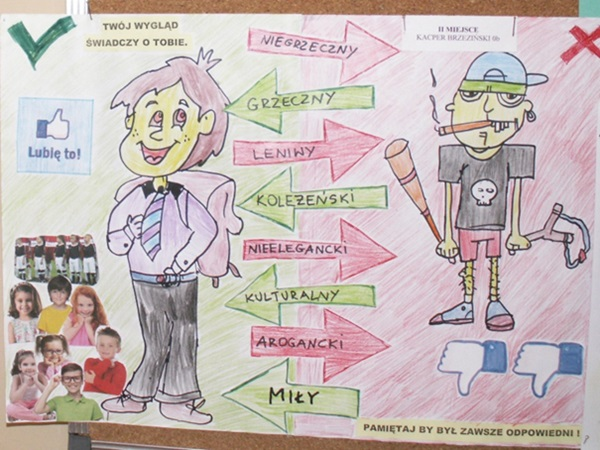 TWÓJ WYGLĄD
ŚWIADCZY O TOBIE.
II MIEJSCE
KACPER BRZEZIŃSKI 0b
NIEGRZECZNY
GRZECZNY
LENIWY
Lubię to!
KOLEŻEŃSKI
NIEELEGANCKI
KULTURALNY
AROGANCKI
MIŁY
PAMIĘTAJ BY BYŁ ZAWSZE ODPOWIEDNI !